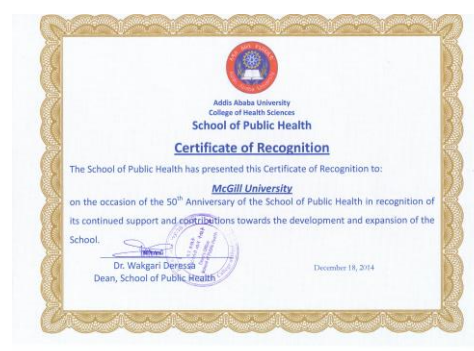 Addis Ababa University
College of Health Sciences
School of Public Health
Certificate of Recognition
The School of Public Health has presented this Certificate of Recognition to:
McGill University
on the occasion of the 50th Anniversary of the School of Public Health in recognition of
its continued support and contributions towards the development and expansion of the
School.
Dr. Wakgari Deressa
Dean, School of Public Health
December 18, 2014